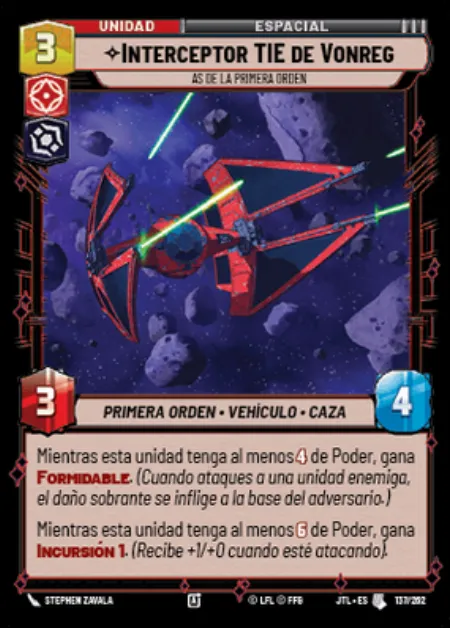 UNIDAD
ESPACIAL
3
INTERCEPTOR TIE DE VONREG
AS DE LA PRIMERA ORDEN
3
PRIMERA ORDEN • VEHÍCULO • CAZA
4
Mientras esta unidad tenga al menos 4 de Poder, gana
FORMIDABLE. (Cuando ataques a una unidad enemiga,
el daño sobrante se inflige a la base del adversario.)
Mientras esta unidad tenga al menos 6 de Poder, gana
INCURSIÓN 1. (Recibe +1/+0 cuando esté atacando).
STEPHEN ZAVALA
© LFL © FFG
JTL • ES
137/262